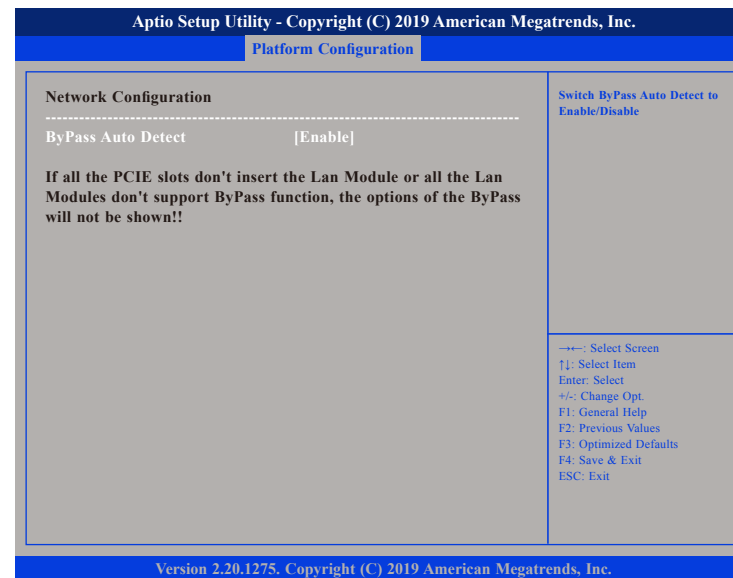 Aptio Setup Utility - Copyright (C) 2019 American Megatrends, Inc.
Platform Configuration
Network Configuration
--------------------------------------------------------------------------------
ByPass Auto Detect [Enable]
If all the PCIE slots don't insert the Lan Module or all the Lan
Modules don't support ByPass function, the options of the ByPass
will not be shown!!
Switch ByPass Auto Detect to
Enable/Disable
→←: Select Screen
↑↓: Select Item
Enter: Select
+/-: Change Opt.
F1: General Help
F2: Previous Values
F3: Optimized Defaults
F4: Save & Exit
ESC: Exit
Version 2.20.1275. Copyright (C) 2019 American Megatrends, Inc.